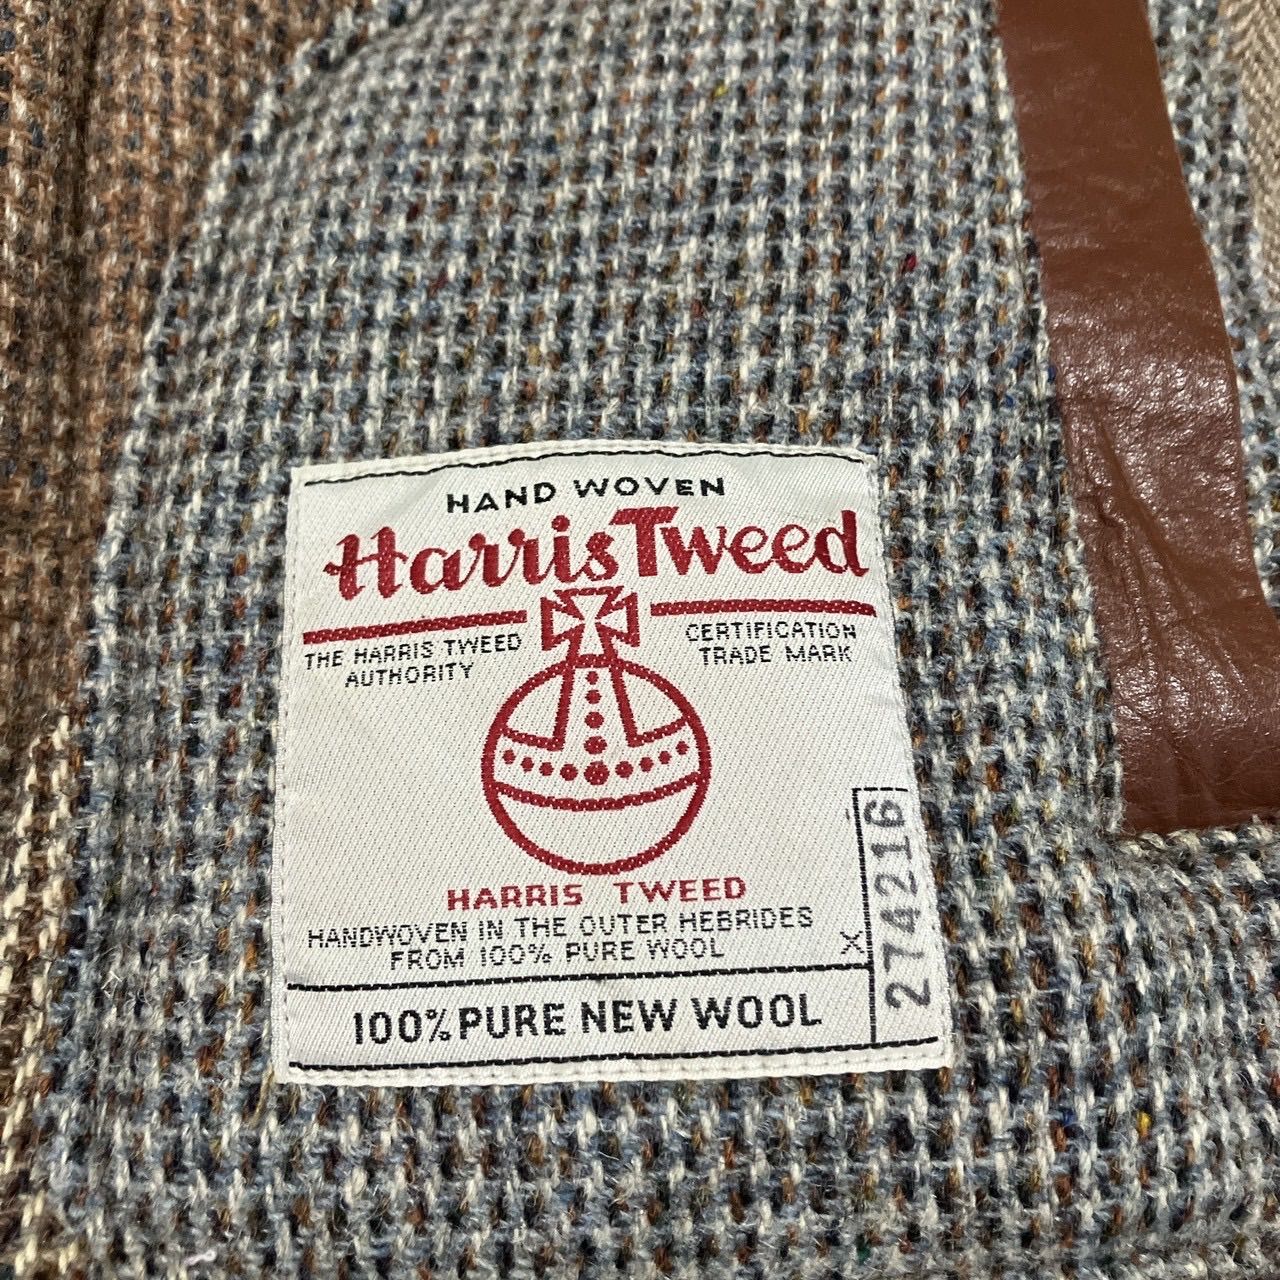 HAND WOVEN
Harris Tweed
THE HARRIS TWEED
AUTHORITY
CERTIFICATION
TRADE MARK
HARRIS TWEED
HANDWOVEN IN THE OUTER HEBRIDES
FROM 100% PURE WOOL
X
100% PURE NEW WOOL
274216